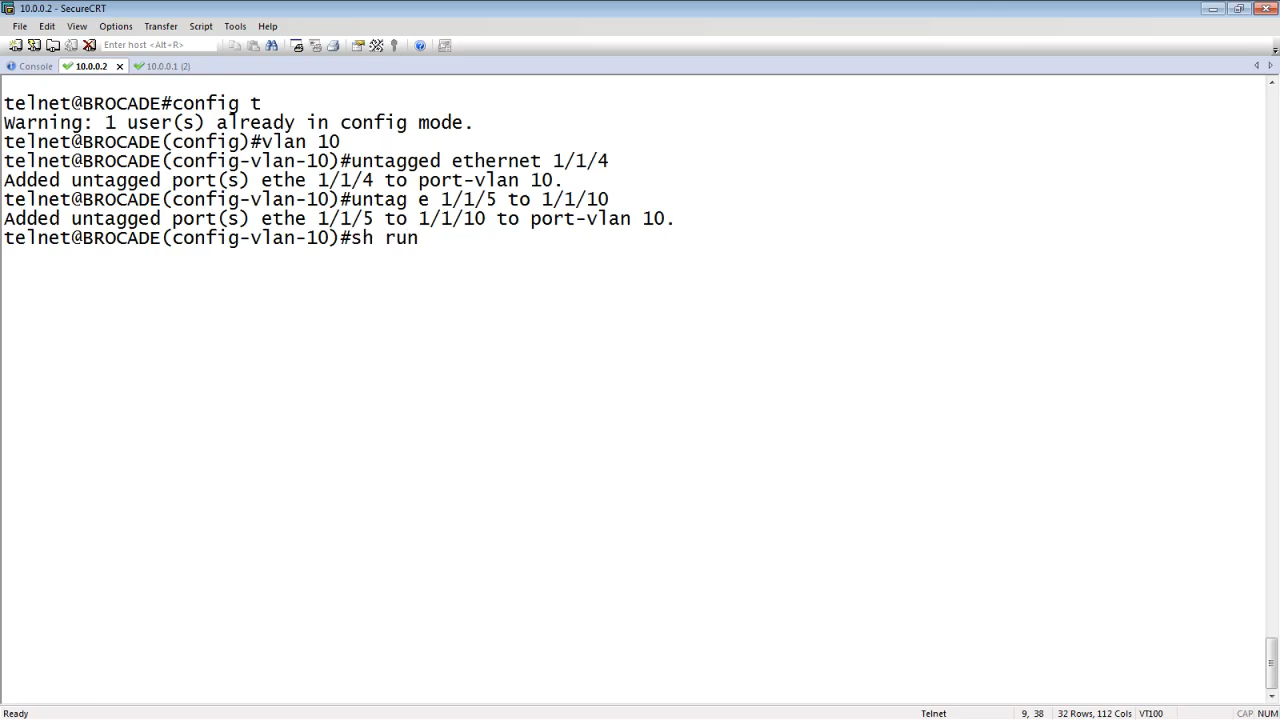 10.0.0.2 - SecureCRT
File Edit View Options Transfer Script Tools Help
Enter host <Alt+R>
Console 10.0.0.2 10.0.0.1 (2)
telnet@BROCADE#config t
Warning: 1 user(s) already in config mode.
telnet@BROCADE(config)#vlan 10
telnet@BROCADE(config-vlan-10)#untagged ethernet 1/1/4
Added untagged port(s) ethe 1/1/4 to port-vlan 10.
telnet@BROCADE(config-vlan-10)#untag e 1/1/5 to 1/1/10
Added untagged port(s) ethe 1/1/5 to 1/1/10 to port-vlan 10.
telnet@BROCADE(config-vlan-10)#sh run
Ready Telnet 9, 38 32 Rows, 112 Cols VT100 CAP NUM